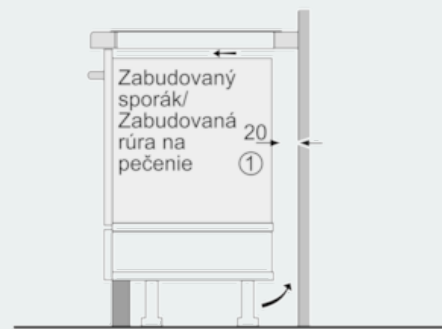 Zabudovaný
sporák/
Zabudovaná
rúra na
pečenie
20
1